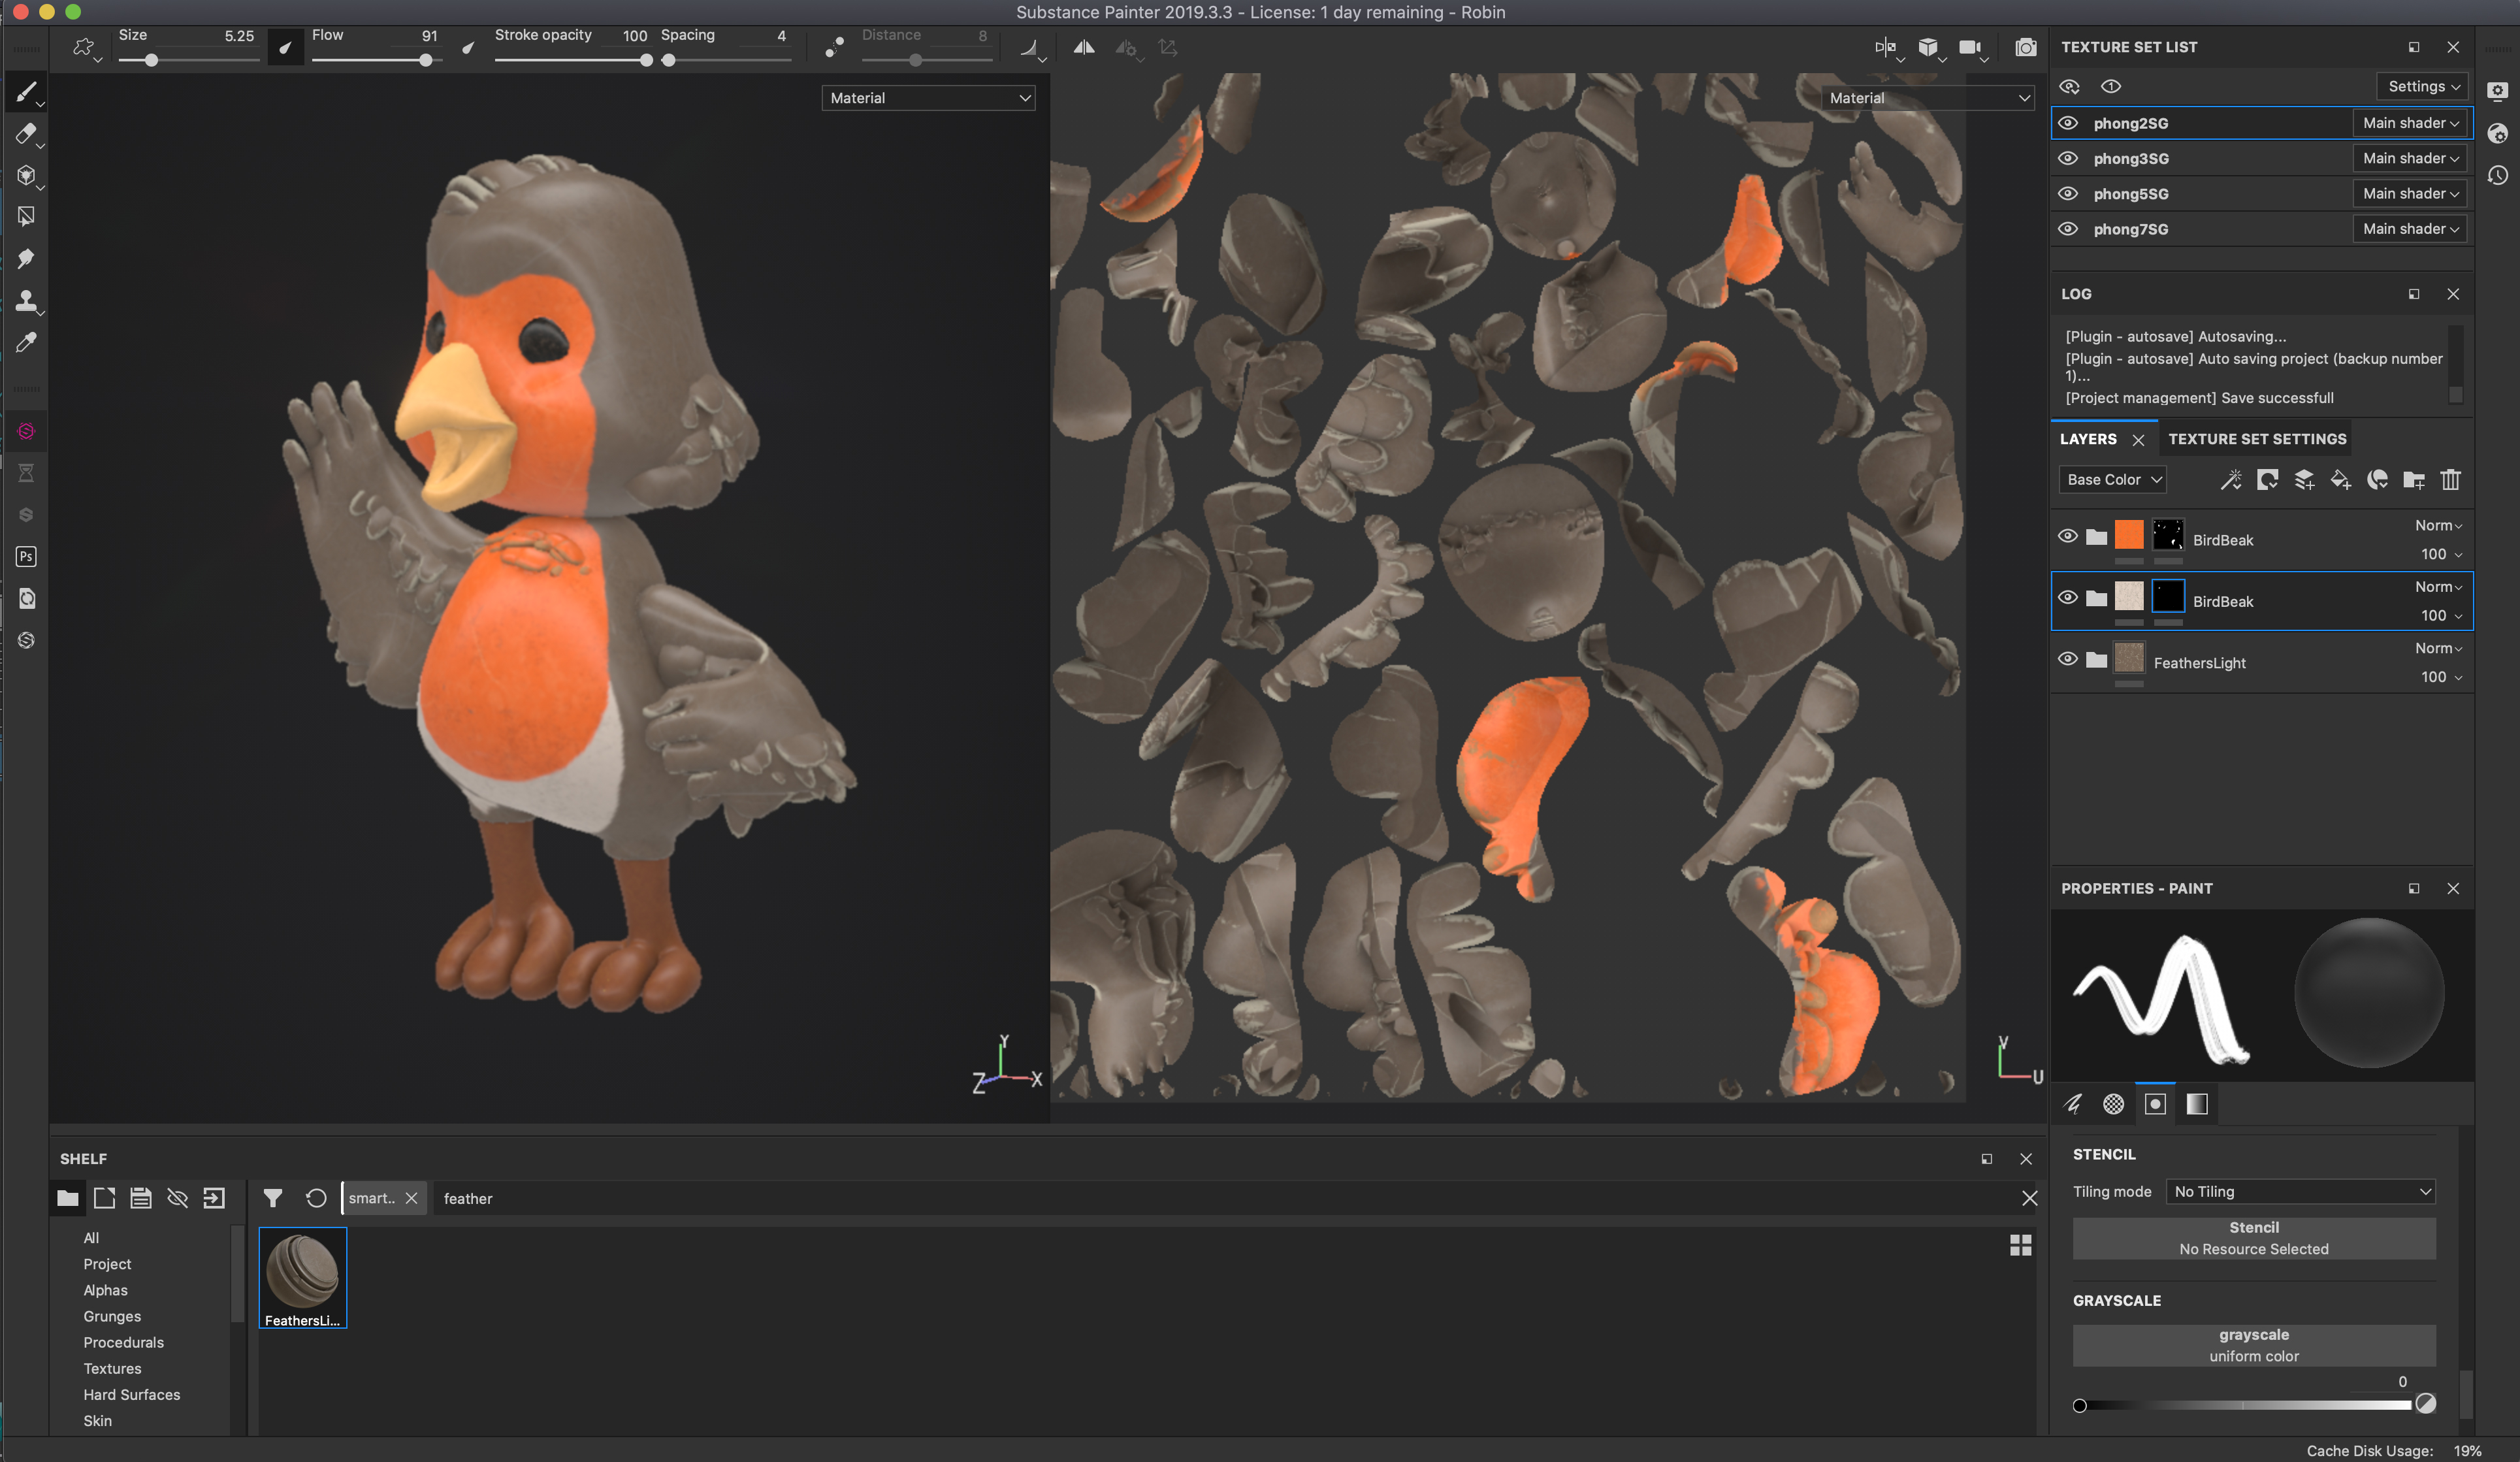 Substance Painter 2019.3.3 - License: 1 day remaining - Robin
Size 5.25
Flow 91
Stroke opacity 100
Spacing 4
Distance 8
Material
Material
Y
Z
X
V
U
Ps
TEXTURE SET LIST
Settings
phong2SG Main shader
phong3SG Main shader
phong5SG Main shader
phong7SG Main shader
LOG
[Plugin - autosave] Autosaving...
[Plugin - autosave] Auto saving project (backup number
1)...
[Project management] Save successfull
LAYERS
TEXTURE SET SETTINGS
Base Color
BirdBeak Norm 100
BirdBeak Norm 100
FeathersLight Norm 100
PROPERTIES - PAINT
STENCIL
Tiling mode No Tiling
Stencil
No Resource Selected
GRAYSCALE
grayscale
uniform color
0
SHELF
smart..
feather
All
Project
Alphas
Grunges
Procedurals
Textures
Hard Surfaces
Skin
FeathersLi...
Cache Disk Usage: 19%